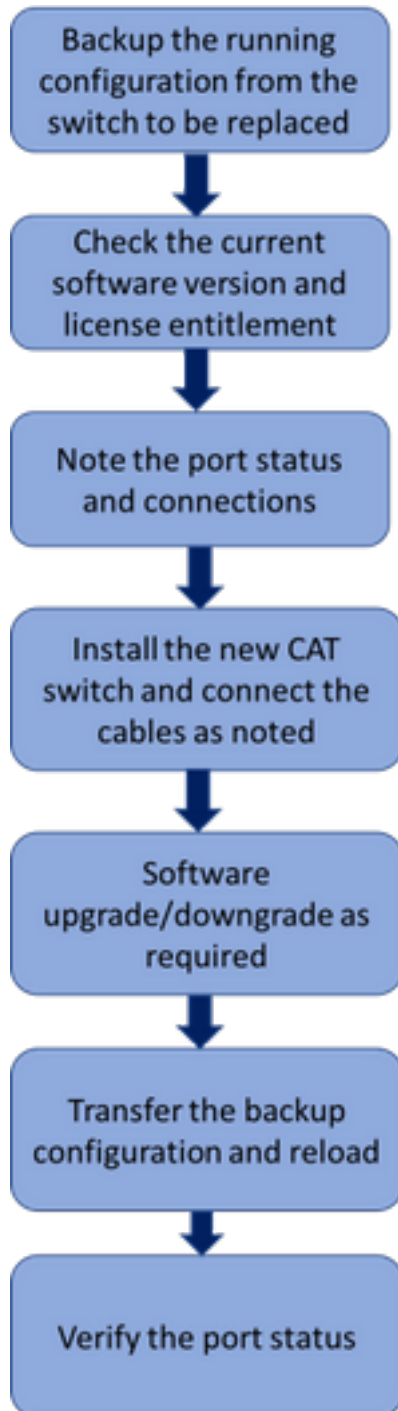 Backup the running
configuration from the
switch to be replaced
Check the current
software version and
license entitlement
Note the port status
and connections
Install the new CAT
switch and connect the
cables as noted
Software
upgrade/downgrade as
required
Transfer the backup
configuration and reload
Verify the port status